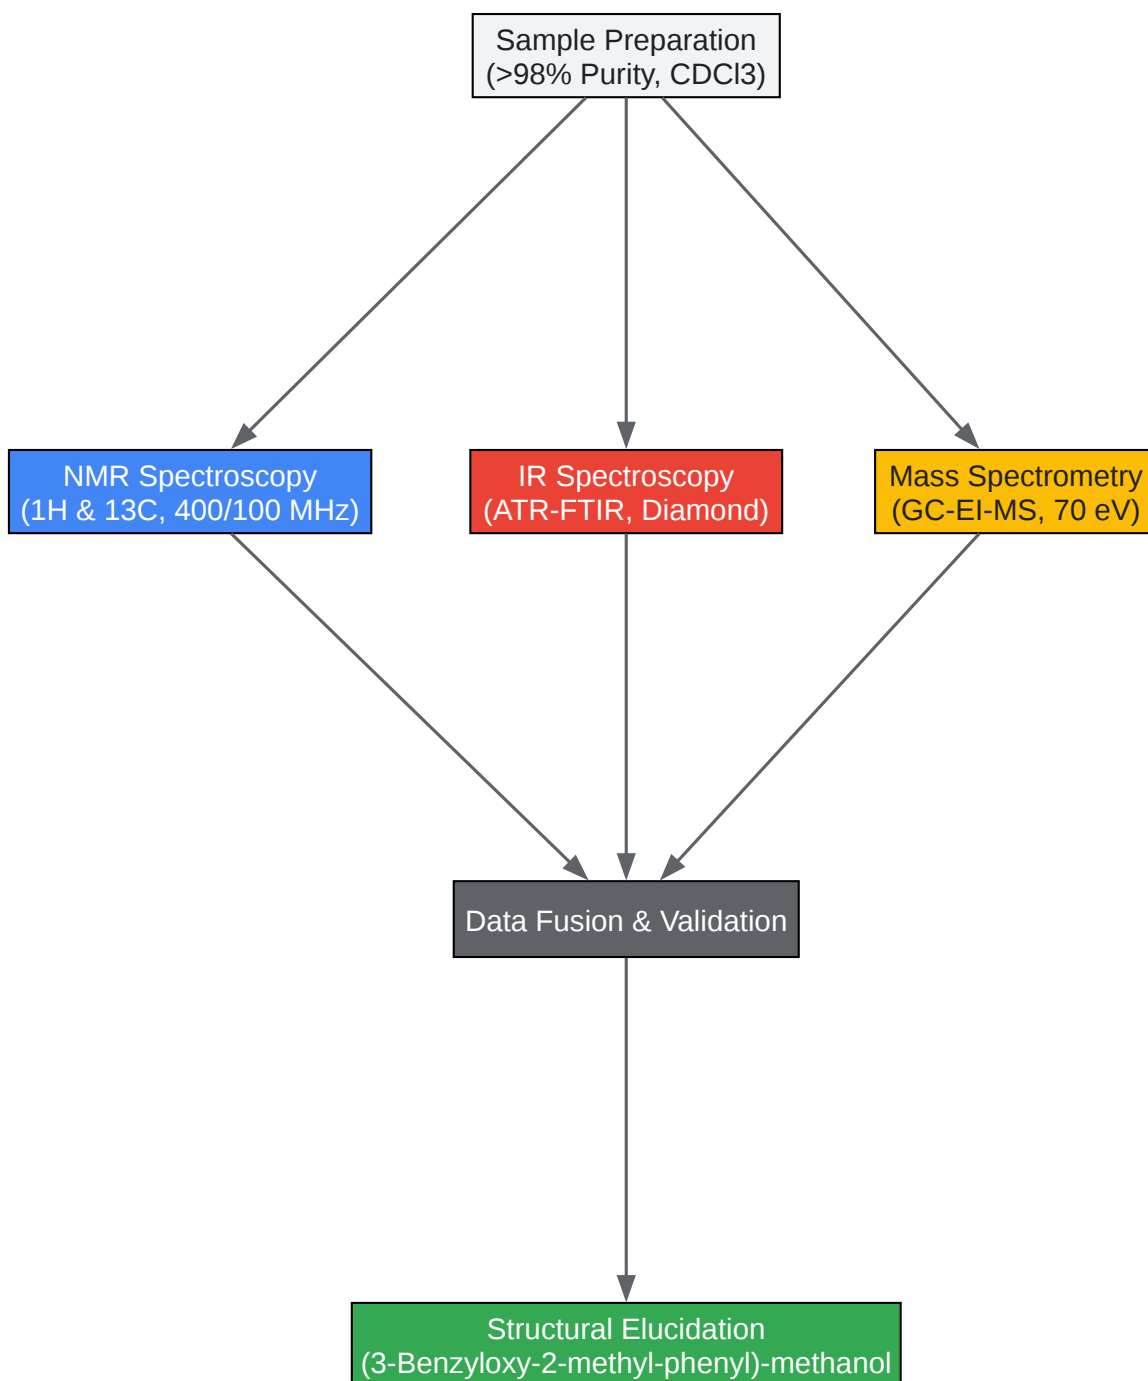 Sample Preparation
(>98% Purity, CDCl3)
NMR Spectroscopy
(1H & 13C, 400/100 MHz)
IR Spectroscopy
(ATR-FTIR, Diamond)
Mass Spectrometry
(GC-EI-MS, 70 eV)
Data Fusion & Validation
Structural Elucidation
(3-Benzyloxy-2-methyl-phenyl)-methanol